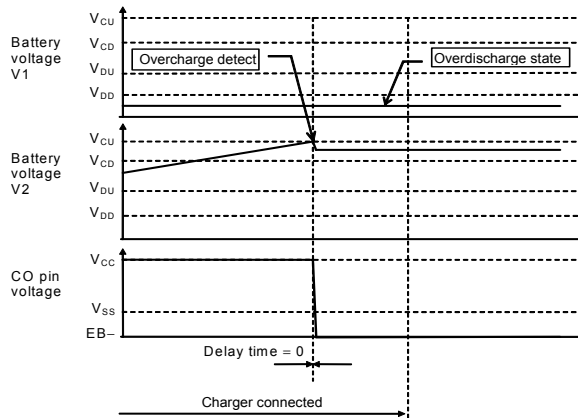 Battery
voltage
V1
VCU
VCD
VDU
VDD
Overcharge detect
Overdischarge state
Battery
voltage
V2
VCU
VCD
VDU
VDD
CO pin
voltage
VCC
VSS
EB−
Delay time = 0
Charger connected